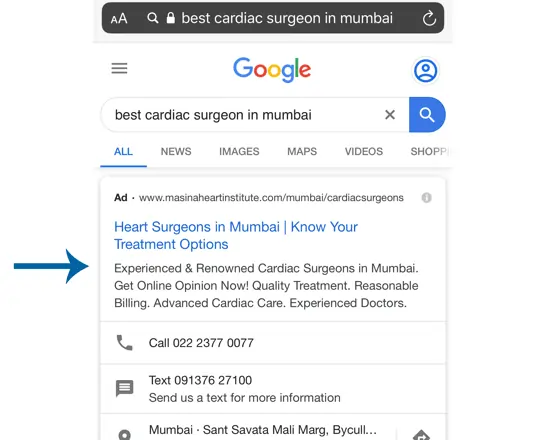 AA best cardiac surgeon in mumbai
Google
best cardiac surgeon in mumbai
ALL NEWS IMAGES MAPS VIDEOS SHOPPI
Ad · www.masinaheartinstitute.com/mumbai/cardiacsurgeons
Heart Surgeons in Mumbai | Know Your
Treatment Options
Experienced & Renowned Cardiac Surgeons in Mumbai.
Get Online Opinion Now! Quality Treatment. Reasonable
Billing. Advanced Cardiac Care. Experienced Doctors.
Call 022 2377 0077
Text 091376 27100
Send us a text for more information
Mumbai · Sant Savata Mali Marg, Bycull...